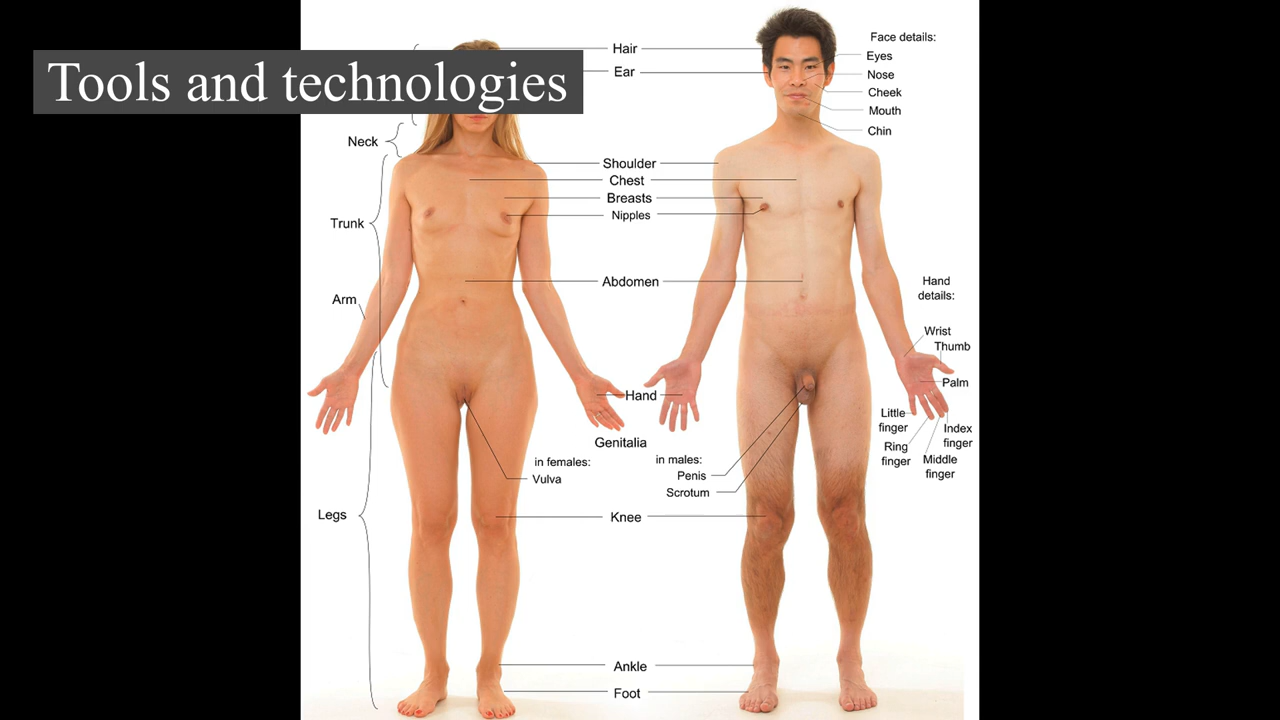 Tools and technologies
Hair
Ear
Neck
Shoulder
Chest
Breasts
Nipples
Trunk
Abdomen
Arm
Hand
Genitalia
in females:
Vulva
in males:
Penis
Scrotum
Legs
Knee
Ankle
Foot
Face details:
Eyes
Nose
Cheek
Mouth
Chin
Hand
details:
Wrist
Thumb
Palm
Little
finger
Ring
finger
Middle
finger
Index
finger